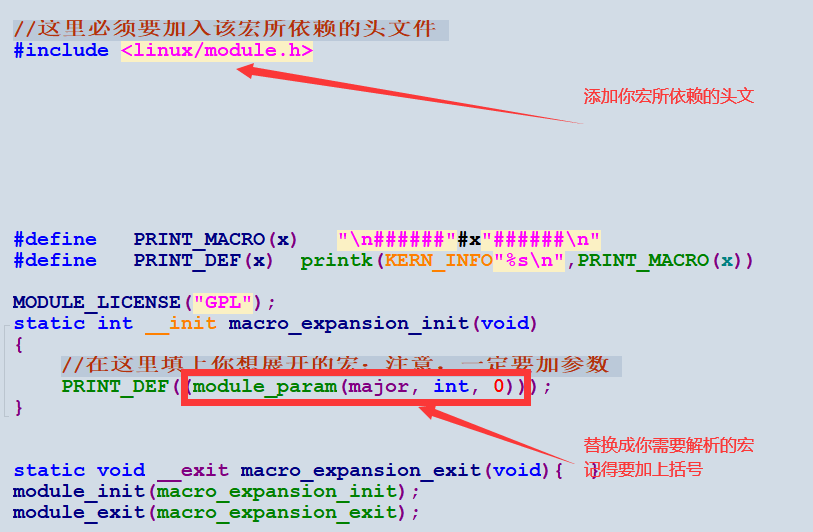 //这里必须要加入该宏所依赖的头文件
#include <linux/module.h>
添加你宏所依赖的头文
#define   PRINT_MACRO(x)   "\n######"#x"######\n"
#define   PRINT_DEF(x)  printk(KERN_INFO"%s\n",PRINT_MACRO(x))
MODULE_LICENSE("GPL");
static int __init macro_expansion_init(void)
{
    //在这里填上你想展开的宏；注意，一定要加参数
    PRINT_DEF((module_param(major, int, 0)));
}
替换成你需要解析的宏
记得要加上括号
static void __exit macro_expansion_exit(void){  }
module_init(macro_expansion_init);
module_exit(macro_expansion_exit);